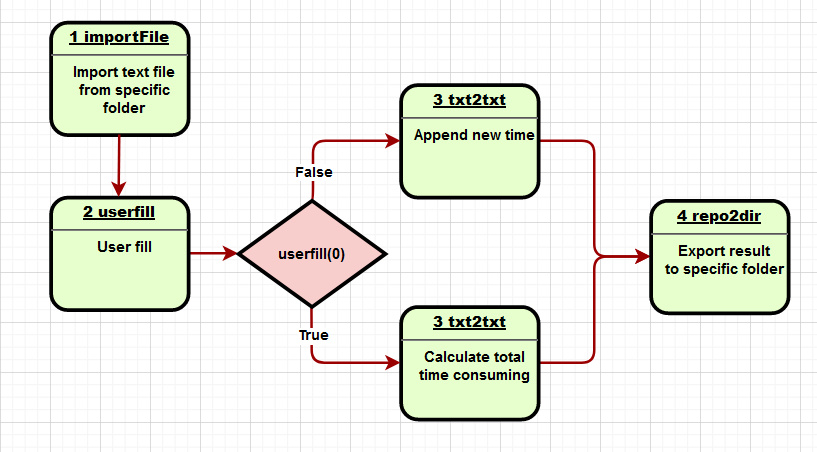 1 importFile
Import text file
from specific
folder
2 userfill
User fill
userfill(0)
False
True
3 txt2txt
Append new time
3 txt2txt
Calculate total
time consuming
4 repo2dir
Export result
to specific folder